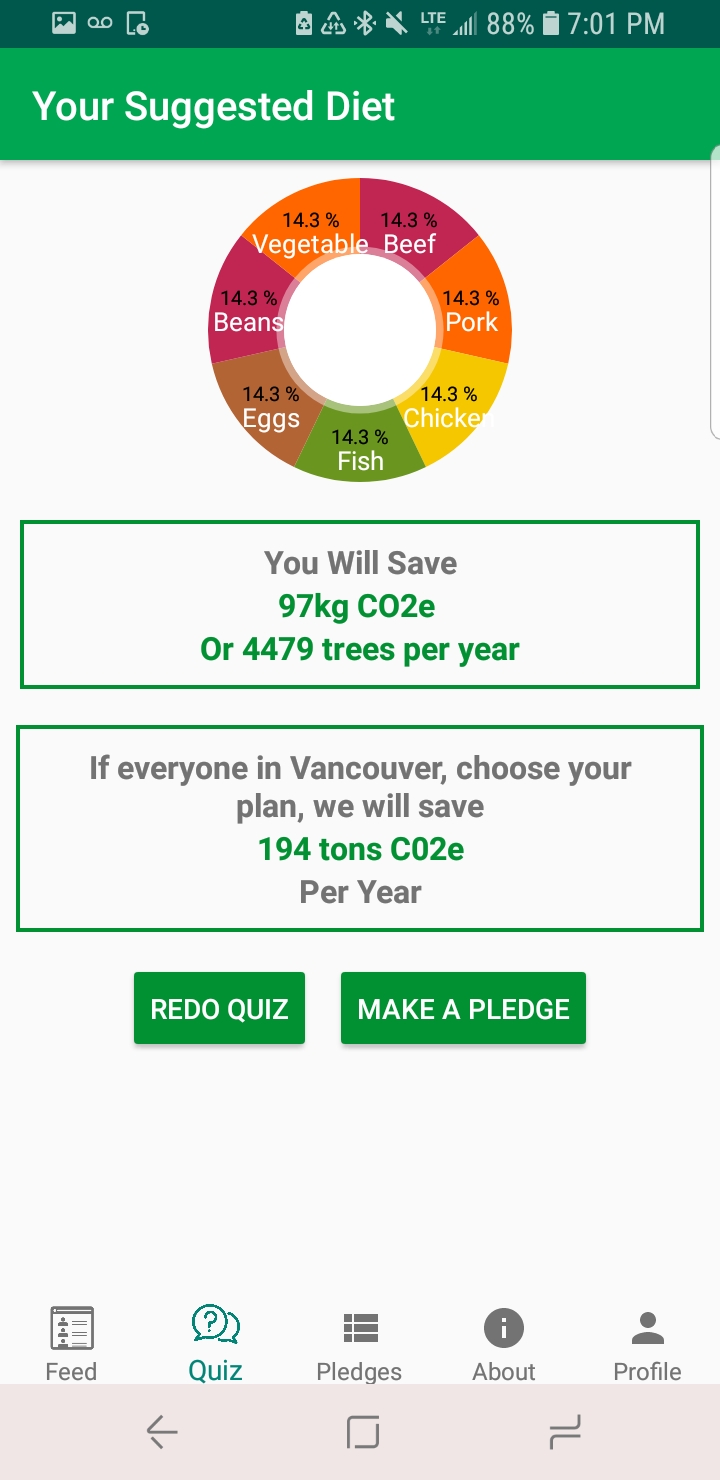 LTE 88% 7:01 PM
Your Suggested Diet
14.3 % 14.3 %
Vegetable Beef
14.3 % 14.3 %
Beans Pork
14.3 % 14.3 %
Eggs Chicken
14.3 %
Fish
You Will Save
97kg CO2e
Or 4479 trees per year
If everyone in Vancouver, choose your
plan, we will save
194 tons C02e
Per Year
REDO QUIZ MAKE A PLEDGE
Feed Quiz Pledges About Profile